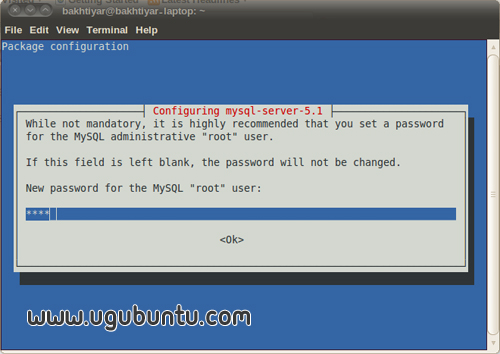 bakhtiyar@bakhtiyar-laptop: ~
File Edit View Terminal Help
Package configuration
Configuring mysql-server-5.1
While not mandatory, it is highly recommended that you set a password
for the MySQL administrative "root" user.
If this field is left blank, the password will not be changed.
New password for the MySQL "root" user:
****
<Ok>
www.ugubuntu.com